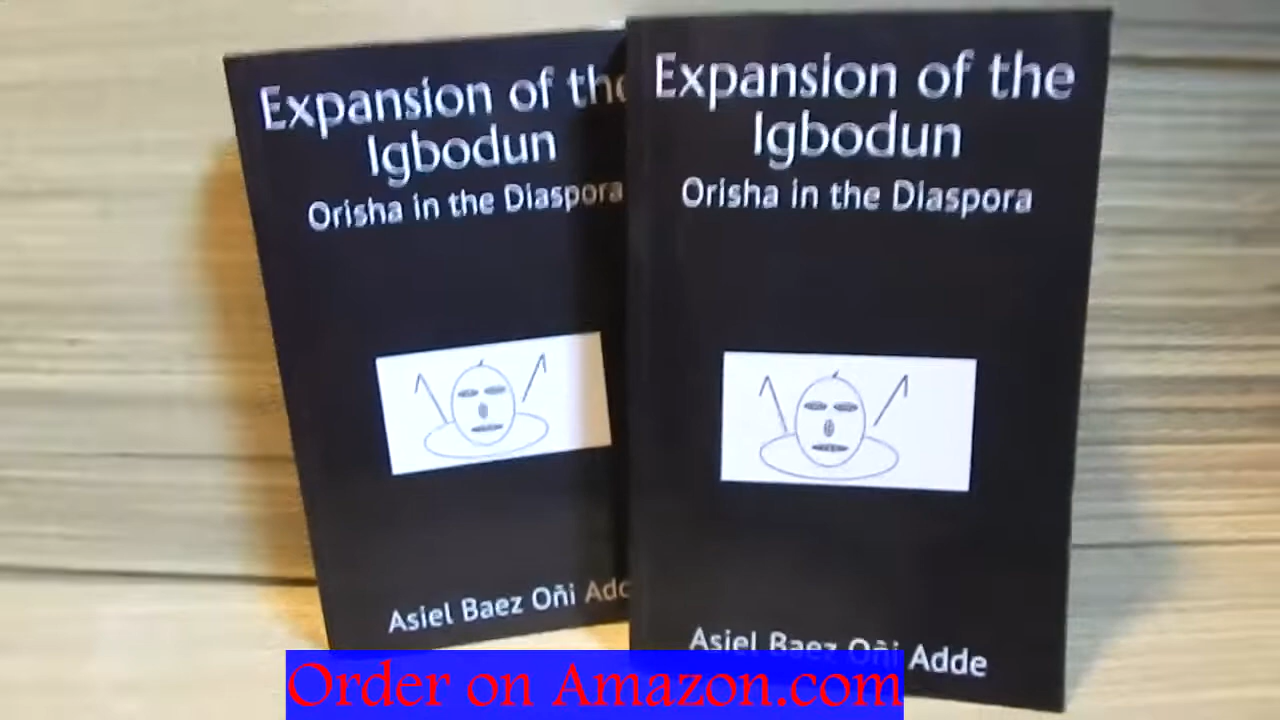 Expansion of the
Igbodun
Orisha in the Diaspora
Asiel Baez Oñi
Expansion of the
Igbodun
Orisha in the Diaspora
Asiel Baez Oñi Adde
Order on Amazon.com